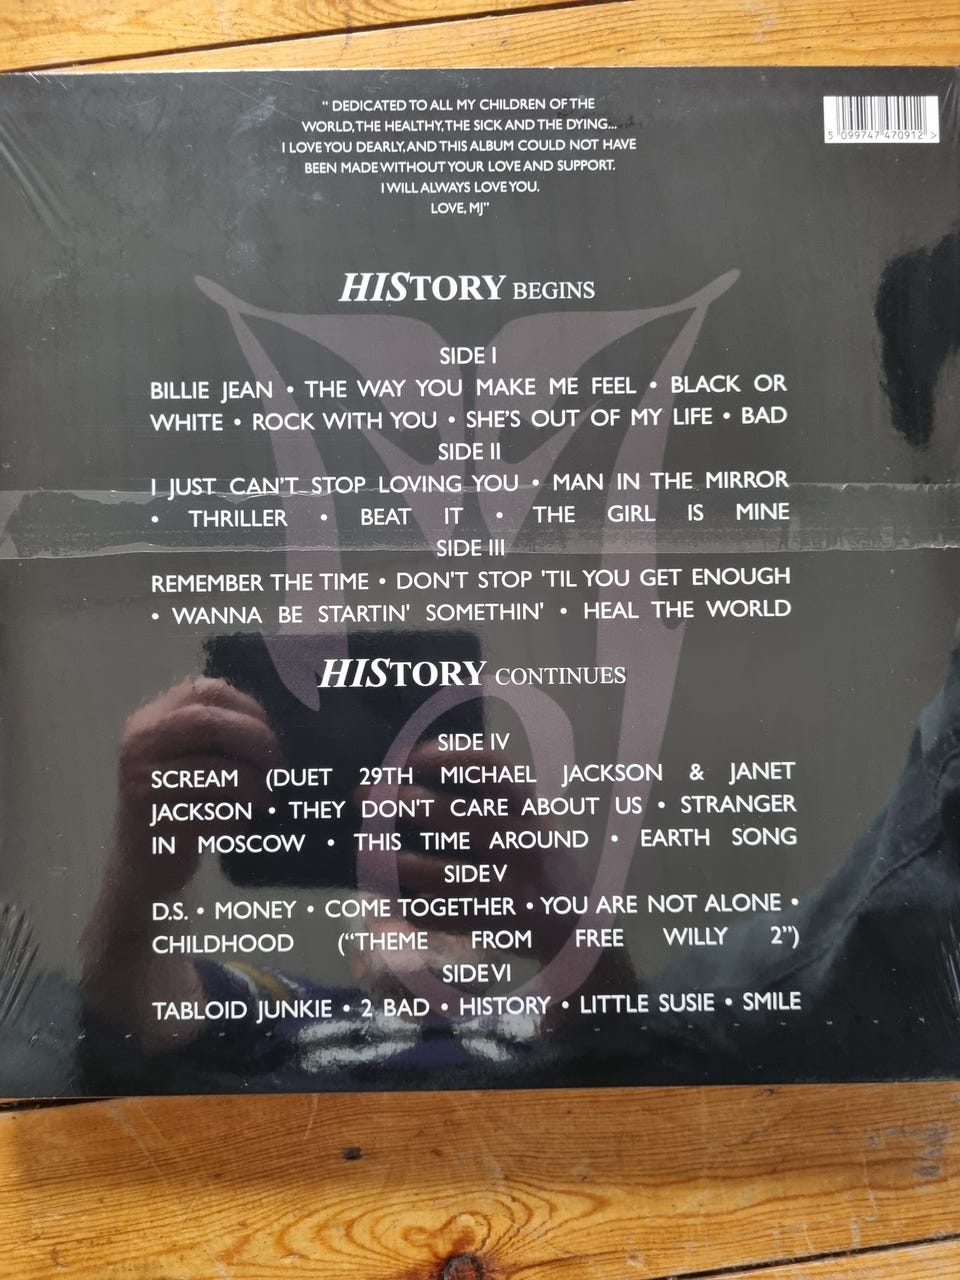 " DEDICATED TO ALL MY CHILDREN OF THE
WORLD, THE HEALTHY, THE SICK AND THE DYING...
I LOVE YOU DEARLY, AND THIS ALBUM COULD NOT HAVE
BEEN MADE WITHOUT YOUR LOVE AND SUPPORT.
I WILL ALWAYS LOVE YOU.
LOVE, MJ"
5 099747 470912 >
HISTORY BEGINS
SIDE I
BILLIE JEAN • THE WAY YOU MAKE ME FEEL • BLACK OR
WHITE • ROCK WITH YOU • SHE'S OUT OF MY LIFE • BAD
SIDE II
I JUST CAN'T STOP LOVING YOU • MAN IN THE MIRROR
• THRILLER • BEAT IT • THE GIRL IS MINE
SIDE III
REMEMBER THE TIME • DON'T STOP 'TIL YOU GET ENOUGH
• WANNA BE STARTIN' SOMETHIN' • HEAL THE WORLD
HISTORY CONTINUES
SIDE IV
SCREAM (DUET 29TH MICHAEL JACKSON & JANET
JACKSON • THEY DON'T CARE ABOUT US • STRANGER
IN MOSCOW • THIS TIME AROUND • EARTH SONG
SIDE V
D.S. • MONEY • COME TOGETHER • YOU ARE NOT ALONE •
CHILDHOOD ("THEME FROM FREE WILLY 2")
SIDE VI
TABLOID JUNKIE • 2 BAD • HISTORY • LITTLE SUSIE • SMILE